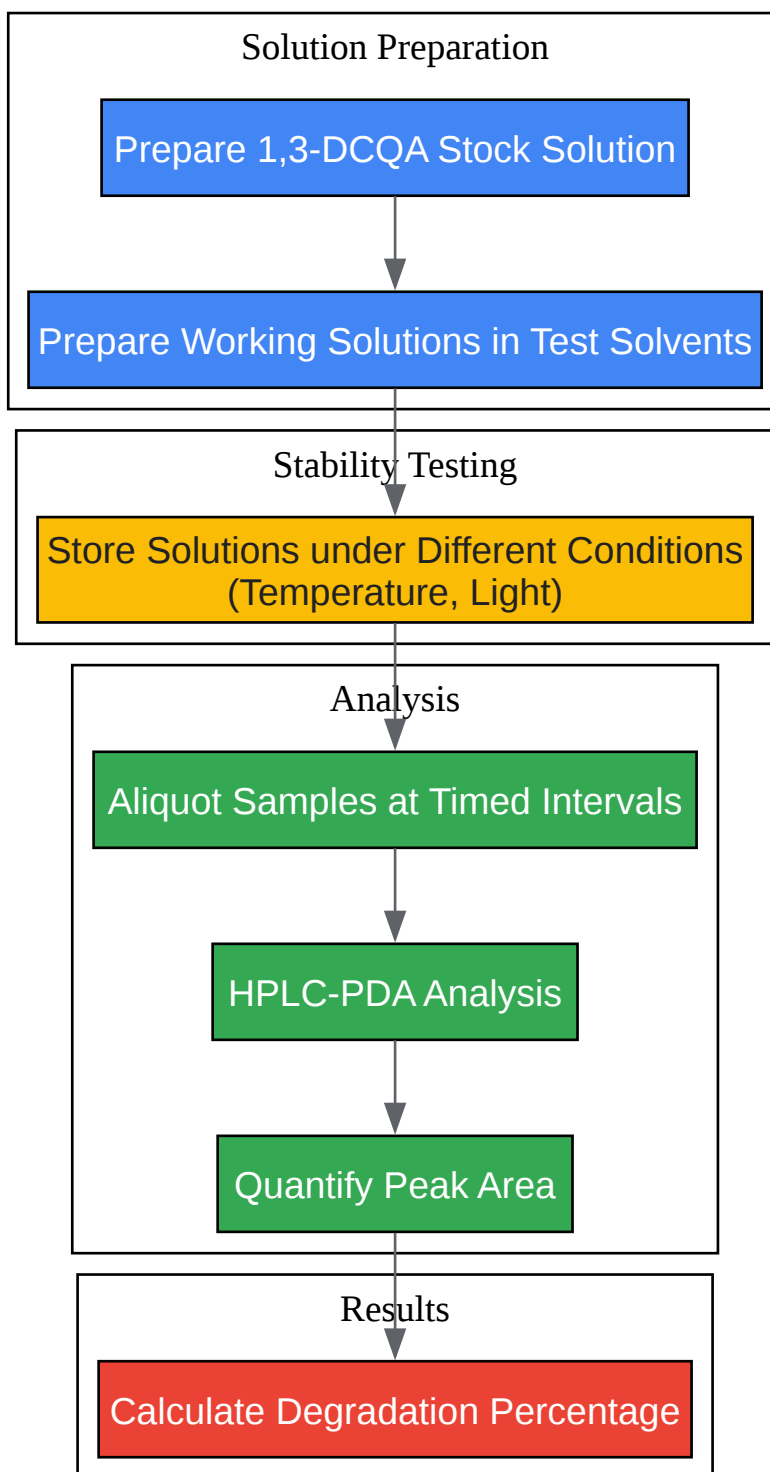 Solution Preparation
Prepare 1,3-DCQA Stock Solution
Prepare Working Solutions in Test Solvents
Stability Testing
Store Solutions under Different Conditions
(Temperature, Light)
Analysis
Aliquot Samples at Timed Intervals
HPLC-PDA Analysis
Quantify Peak Area
Results
Calculate Degradation Percentage